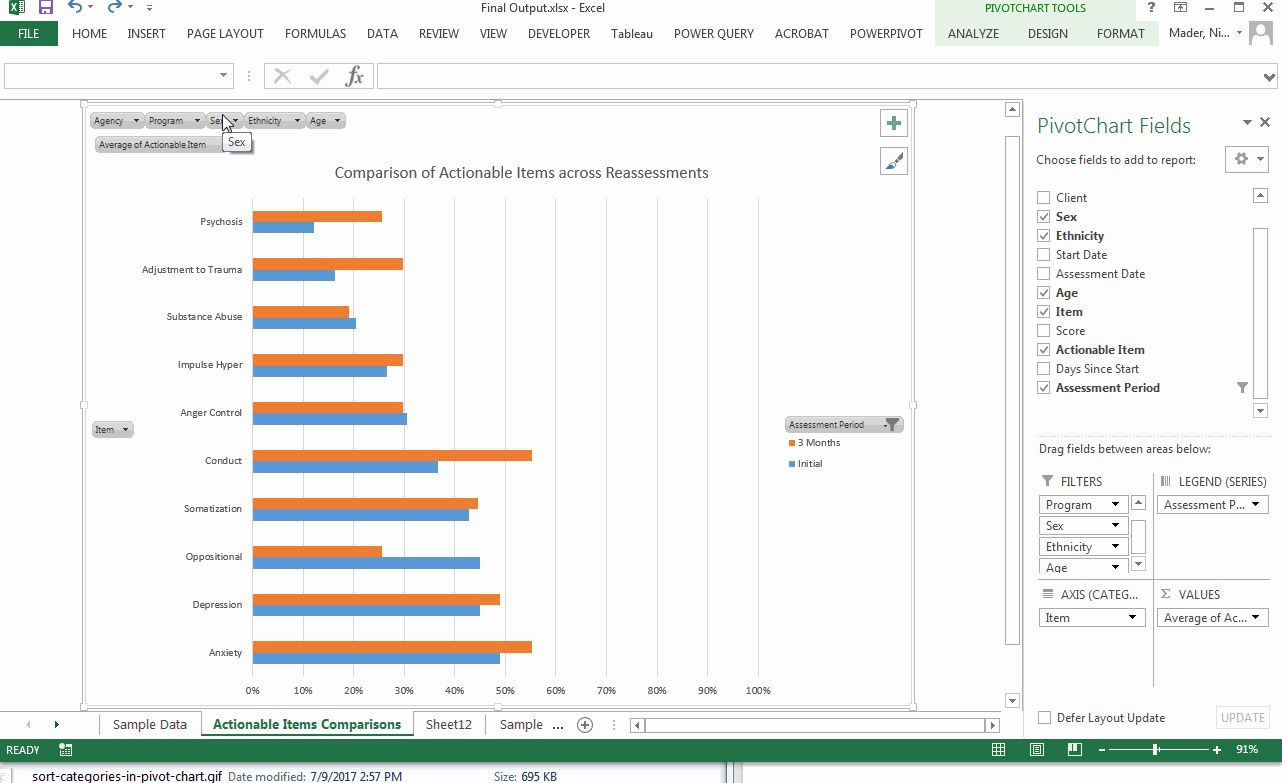 Final Output.xlsx - Excel
PIVOTCHART TOOLS
?
FILE HOME INSERT PAGE LAYOUT FORMULAS DATA REVIEW VIEW DEVELOPER Tableau POWER QUERY ACROBAT POWERPIVOT ANALYZE DESIGN FORMAT Mader, Ni...
fx
Agency Program Se Ethnicity Age
Average of Actionable Item
Sex
Comparison of Actionable Items across Reassessments
Psychosis
Adjustment to Trauma
Substance Abuse
Impulse Hyper
Anger Control
Conduct
Somatization
Oppositional
Depression
Anxiety
Item
0% 10% 20% 30% 40% 50% 60% 70% 80% 90% 100%
Assessment Period
3 Months
Initial
PivotChart Fields
Choose fields to add to report:
Client
Sex
Ethnicity
Start Date
Assessment Date
Age
Item
Score
Actionable Item
Days Since Start
Assessment Period
Drag fields between areas below:
FILTERS
Program
Sex
Ethnicity
Age
LEGEND (SERIES)
Assessment P...
AXIS (CATEG...
Item
Σ VALUES
Average of Ac...
Defer Layout Update
UPDATE
Sample Data Actionable Items Comparisons Sheet12 Sample ...
READY
91%
sort-categories-in-pivot-chart.gif Date modified: 7/9/2017 2:57 PM Size: 695 KB